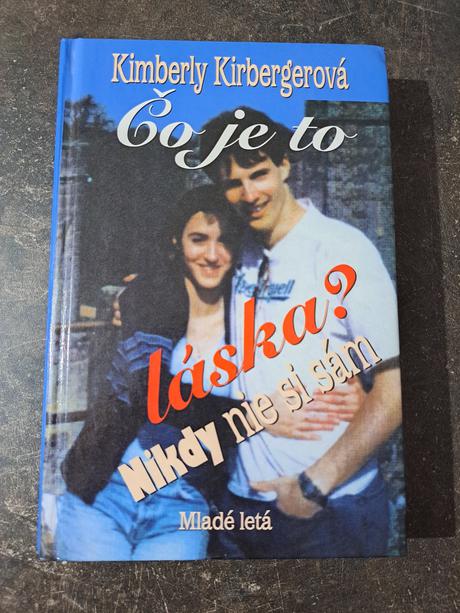 Kimberly Kirbergerová
Čo je to
láska?
Nikdy nie si sám
Mladé letá